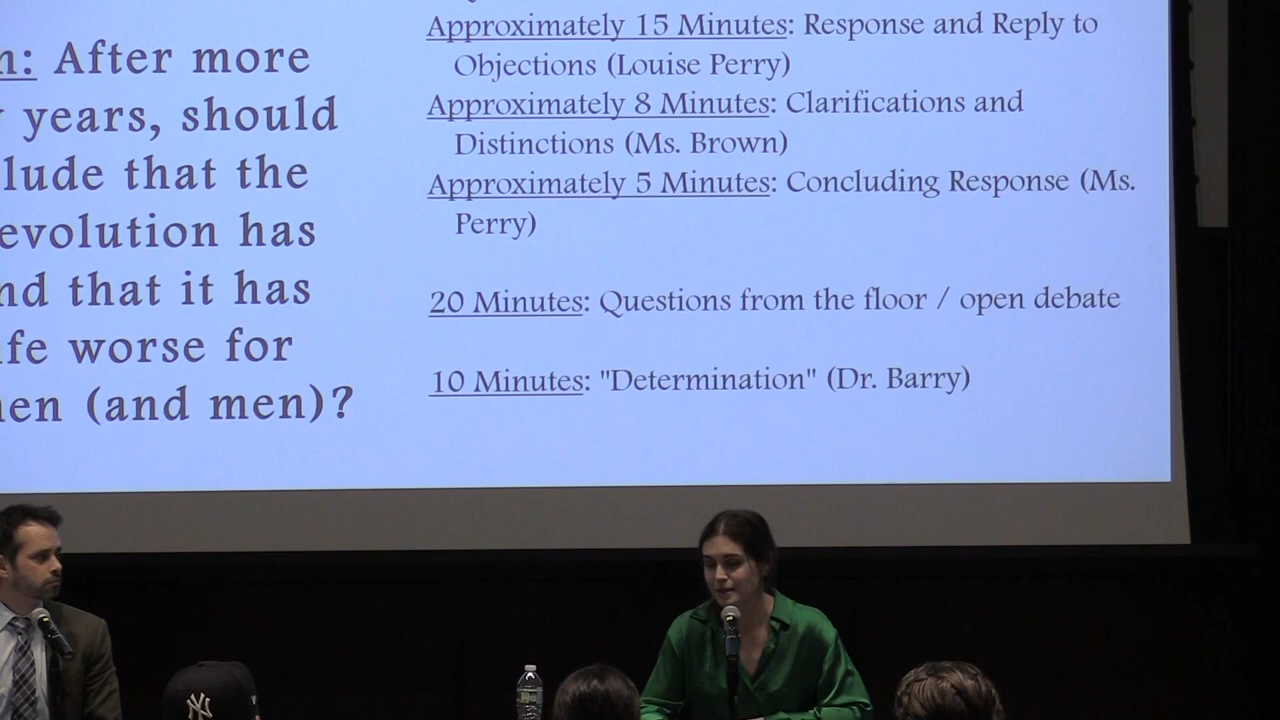 n: After more
years, should
lude that the
evolution has
nd that it has
ife worse for
nen (and men)?
Approximately 15 Minutes: Response and Reply to
Objections (Louise Perry)
Approximately 8 Minutes: Clarifications and
Distinctions (Ms. Brown)
Approximately 5 Minutes: Concluding Response (Ms.
Perry)
20 Minutes: Questions from the floor / open debate
10 Minutes: "Determination" (Dr. Barry)
NY